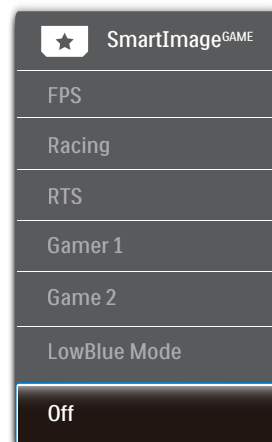 SmartImageGAME
FPS
Racing
RTS
Gamer 1
Game 2
LowBlue Mode
Off